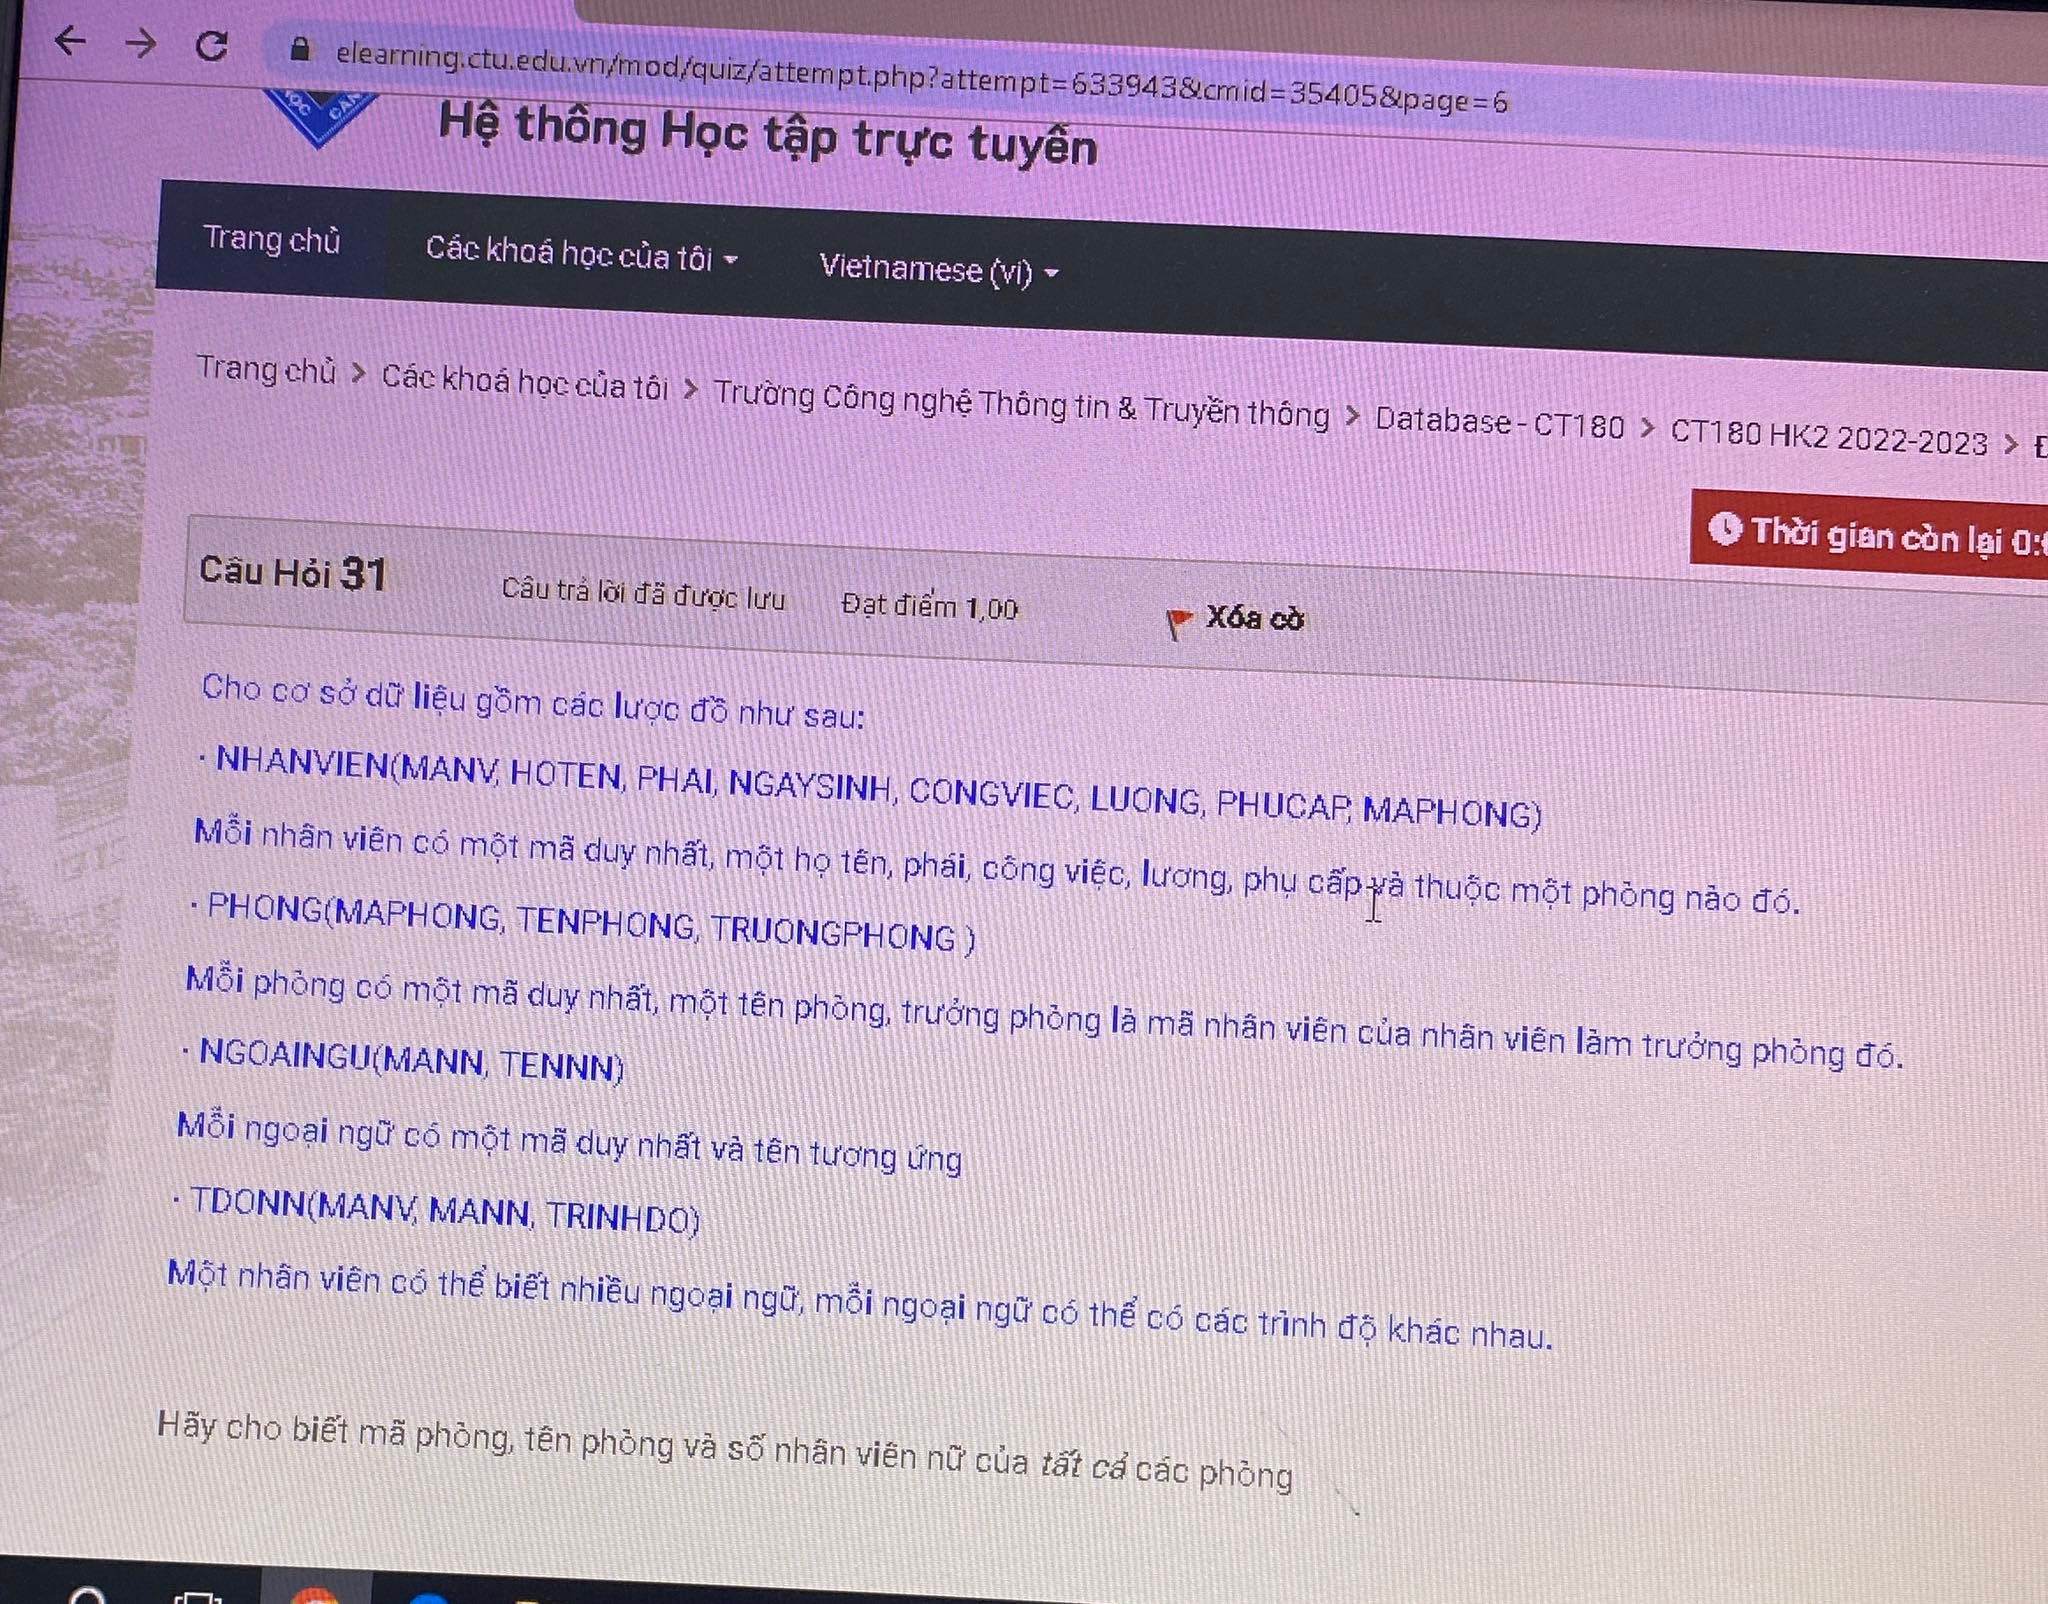 elearning.ctu.edu.vn/mod/quiz/attempt.php?attempt=633943&cmid=35405&page=6
Hệ thống Học tập trực tuyến
Trang chủ Các khoá học của tôi Vietnamese (vi)
Trang chủ > Các khoá học của tôi > Trường Công nghệ Thông tin & Truyền thông > Database - CT180 > CT180 HK2 2022-2023 >
Thời gian còn lại 0:
Câu Hỏi 31 Câu trả lời đã được lưu Đạt điểm 1,00 Xóa cờ
Cho cơ sở dữ liệu gồm các lược đồ như sau:
· NHANVIEN(MANV, HOTEN, PHAI, NGAYSINH, CONGVIEC, LUONG, PHUCAP, MAPHONG)
Mỗi nhân viên có một mã duy nhất, một họ tên, phái, công việc, lương, phụ cấp và thuộc một phòng nào đó.
· PHONG(MAPHONG, TENPHONG, TRUONGPHONG )
Mỗi phòng có một mã duy nhất, một tên phòng, trưởng phòng là mã nhân viên của nhân viên làm trưởng phòng đó.
· NGOAINGU(MANN, TENNN)
Mỗi ngoại ngữ có một mã duy nhất và tên tương ứng
· TDONN(MANV, MANN, TRINHDO)
Một nhân viên có thể biết nhiều ngoại ngữ, mỗi ngoại ngữ có thể có các trình độ khác nhau.
Hãy cho biết mã phòng, tên phòng và số nhân viên nữ của tất cả các phòng